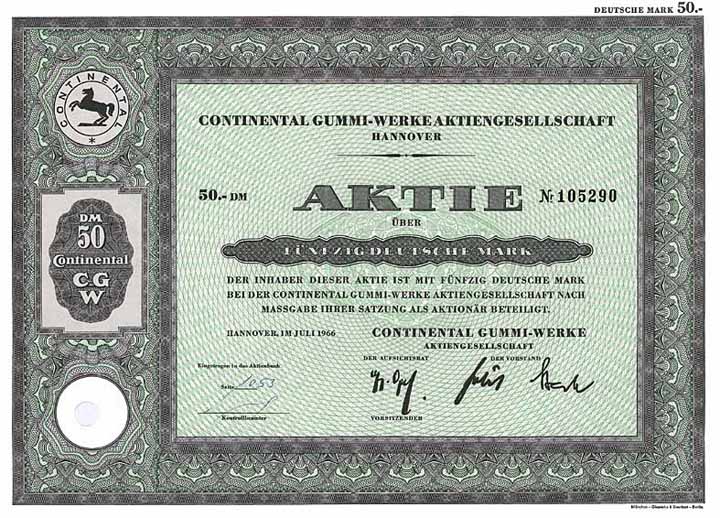 DEUTSCHE MARK 50.-
CONTINENTAL
*
CONTINENTAL GUMMI-WERKE AKTIENGESELLSCHAFT
HANNOVER
50.- DM
AKTIE
№ 105290
ÜBER
FÜNFZIG DEUTSCHE MARK
DM
50
Continental
C.G
W
DER INHABER DIESER AKTIE IST MIT FÜNFZIG DEUTSCHE MARK
BEI DER CONTINENTAL GUMMI-WERKE AKTIENGESELLSCHAFT NACH
MASSGABE IHRER SATZUNG ALS AKTIONÄR BETEILIGT.
HANNOVER, IM JULI 1966
CONTINENTAL GUMMI-WERKE
AKTIENGESELLSCHAFT
DER AUFSICHTSRAT
DER VORSTAND
Eingetragen in das Aktienbuch
Seite 1053
Kontrollbeamter
VORSITZENDER